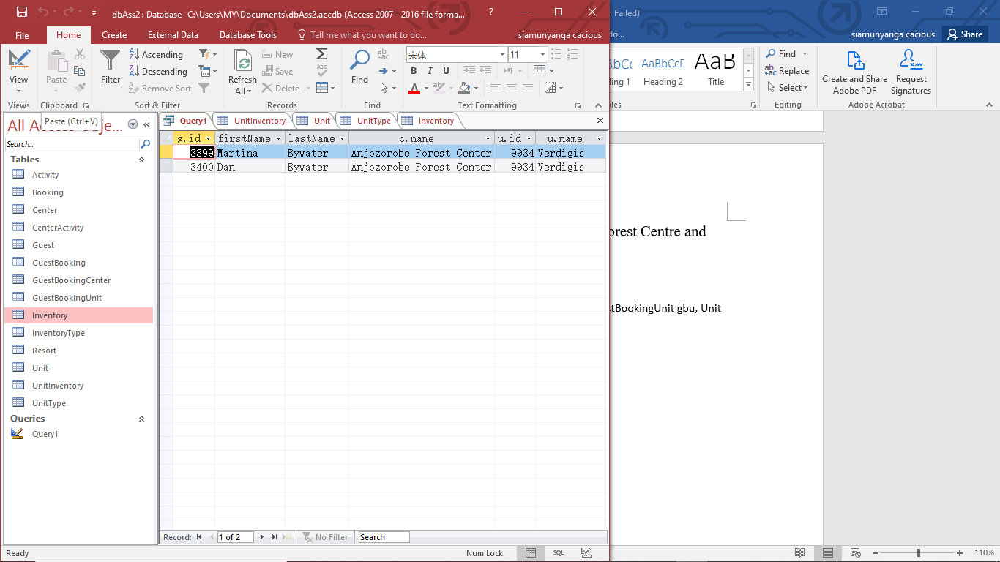 dbAss2 : Database- C:\Users\MY\Documents\dbAss2.accdb (Access 2007 - 2016 file forma...
?
Failed)
File
Home
Create
External Data
Database Tools
Tell me what you want to do...
siamunyanga cacious
do...
siamunyanga cacious
Share
View
Paste
Filter
Ascending
Descending
Remove Sort
Refresh
All
New
Save
Delete
Find
宋体
11
B I U
A
Views
Clipboard
Sort & Filter
Records
Find
Text Formatting
AaBbCcD
AaB
Heading 2
Title
Find
Replace
Select
Editing
Create and Share
Adobe PDF
Request
Signatures
Adobe Acrobat
Paste (Ctrl+V)
Search...
Tables
Activity
Booking
Center
CenterActivity
Guest
GuestBooking
GuestBookingCenter
GuestBookingUnit
Inventory
InventoryType
Resort
Unit
UnitInventory
UnitType
Queries
Query1
Query1
UnitInventory
Unit
UnitType
Inventory
g.id firstName lastName c.name u.id u.name
3399 Martina Bywater Anjozorobe Forest Center 9934 Verdigis
3400 Dan Bywater Anjozorobe Forest Center 9934 Verdigis
orest Centre and
stBookingUnit gbu, Unit
Record: 1 of 2 No Filter Search
Ready
Num Lock
SQL
110%